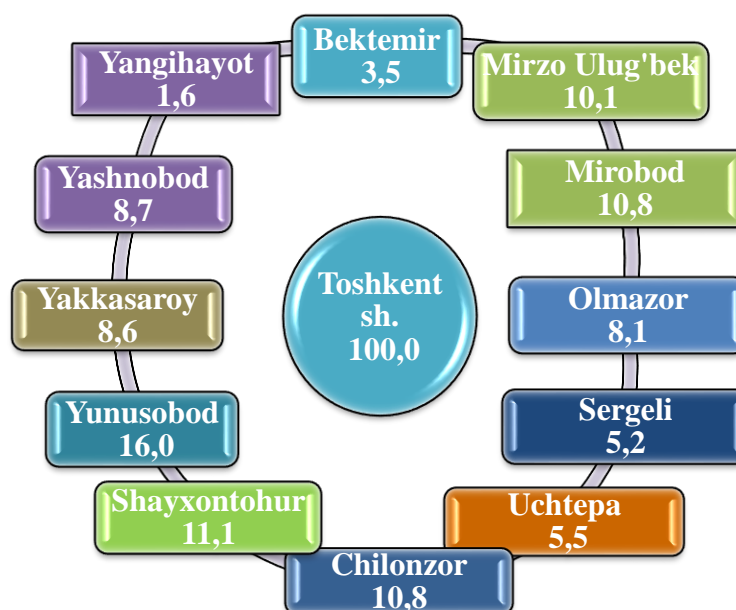 Bektemir
3,5
Mirzo Ulug'bek
10,1
Mirobod
10,8
Olmazor
8,1
Sergeli
5,2
Uchtepa
5,5
Chilonzor
10,8
Shayxontohur
11,1
Yunusobod
16,0
Yakkasaroy
8,6
Yashnobod
8,7
Yangihayot
1,6
Toshkent
sh.
100,0